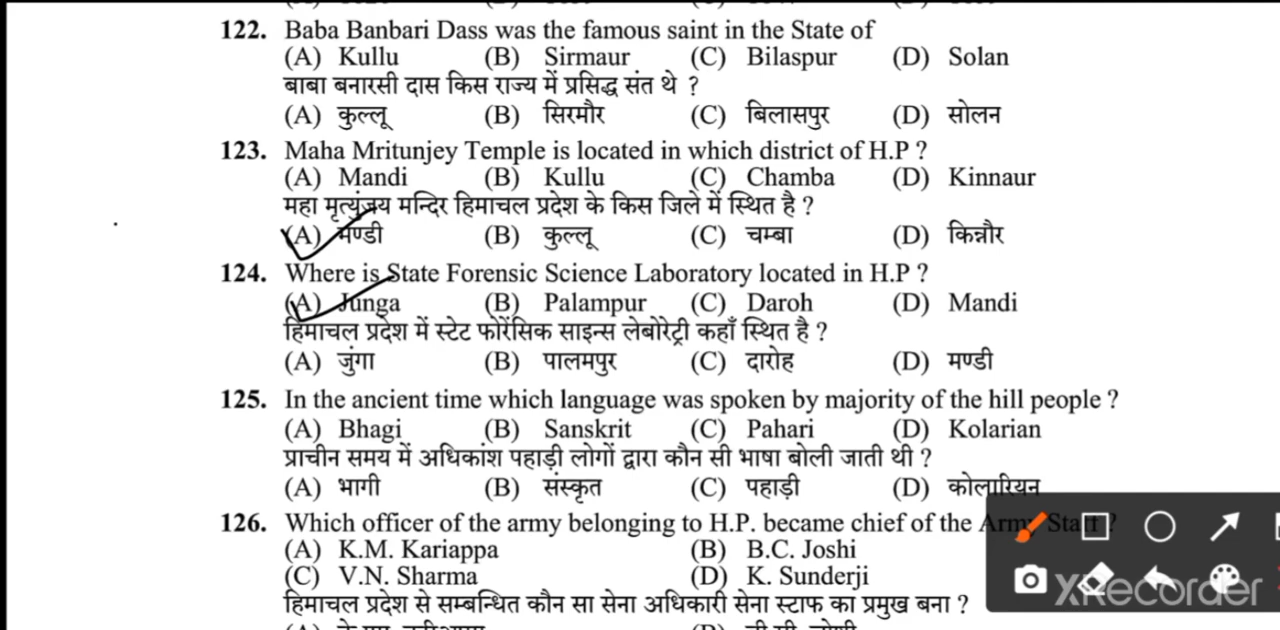 122. Baba Banbari Dass was the famous saint in the State of
(A) Kullu (B) Sirmaur (C) Bilaspur (D) Solan
बाबा बनारसी दास किस राज्य में प्रसिद्ध संत थे ?
(A) कुल्लू (B) सिरमौर (C) बिलासपुर (D) सोलन
123. Maha Mritunjey Temple is located in which district of H.P ?
(A) Mandi (B) Kullu (C) Chamba (D) Kinnaur
महा मृत्युंजय मन्दिर हिमाचल प्रदेश के किस जिले में स्थित है ?
(A) मण्डी (B) कुल्लू (C) चम्बा (D) किन्नौर
124. Where is State Forensic Science Laboratory located in H.P ?
(A) Junga (B) Palampur (C) Daroh (D) Mandi
हिमाचल प्रदेश में स्टेट फोरेंसिक साइन्स लेबोरेट्री कहाँ स्थित है ?
(A) जुंगा (B) पालमपुर (C) दारोह (D) मण्डी
125. In the ancient time which language was spoken by majority of the hill people ?
(A) Bhagi (B) Sanskrit (C) Pahari (D) Kolarian
प्राचीन समय में अधिकांश पहाड़ी लोगों द्वारा कौन सी भाषा बोली जाती थी ?
(A) भागी (B) संस्कृत (C) पहाड़ी (D) कोलारियन
126. Which officer of the army belonging to H.P. became chief of the Army Staff ?
(A) K.M. Kariappa (B) B.C. Joshi
(C) V.N. Sharma (D) K. Sunderji
हिमाचल प्रदेश से सम्बन्धित कौन सा सेना अधिकारी सेना स्टाफ का प्रमुख बना ?
XRecorder